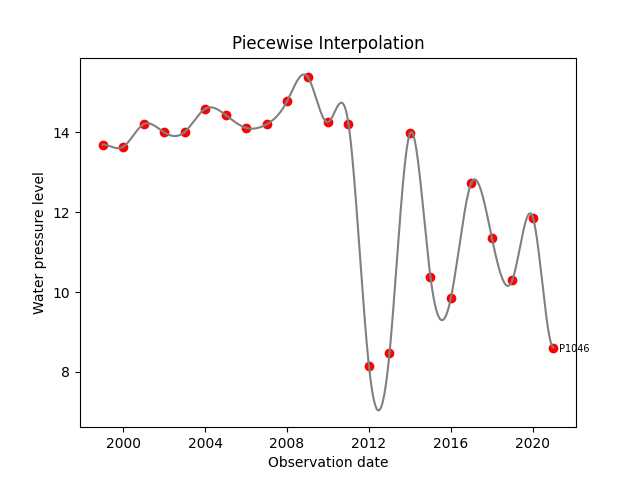 Piecewise Interpolation
Water pressure level
14
12
10
8
P1046
2000 2004 2008 2012 2016 2020
Observation date